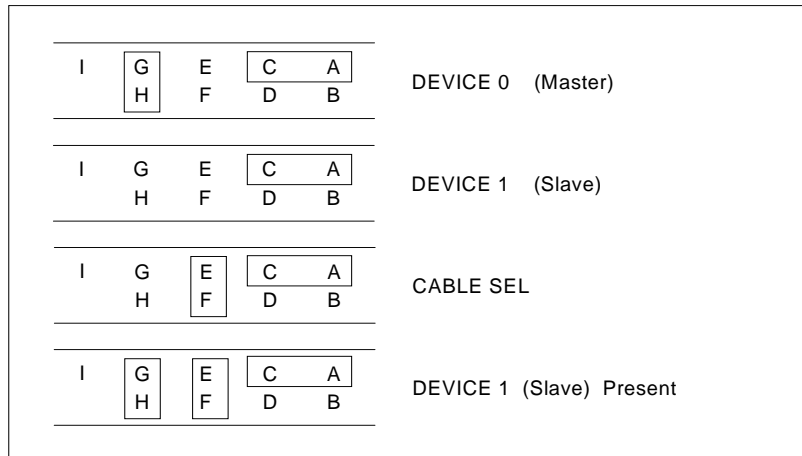 I G E C A
H F D B
DEVICE 0 (Master)
I G E C A
H F D B
DEVICE 1 (Slave)
I G E C A
H F D B
CABLE SEL
I G E C A
H F D B
DEVICE 1 (Slave) Present